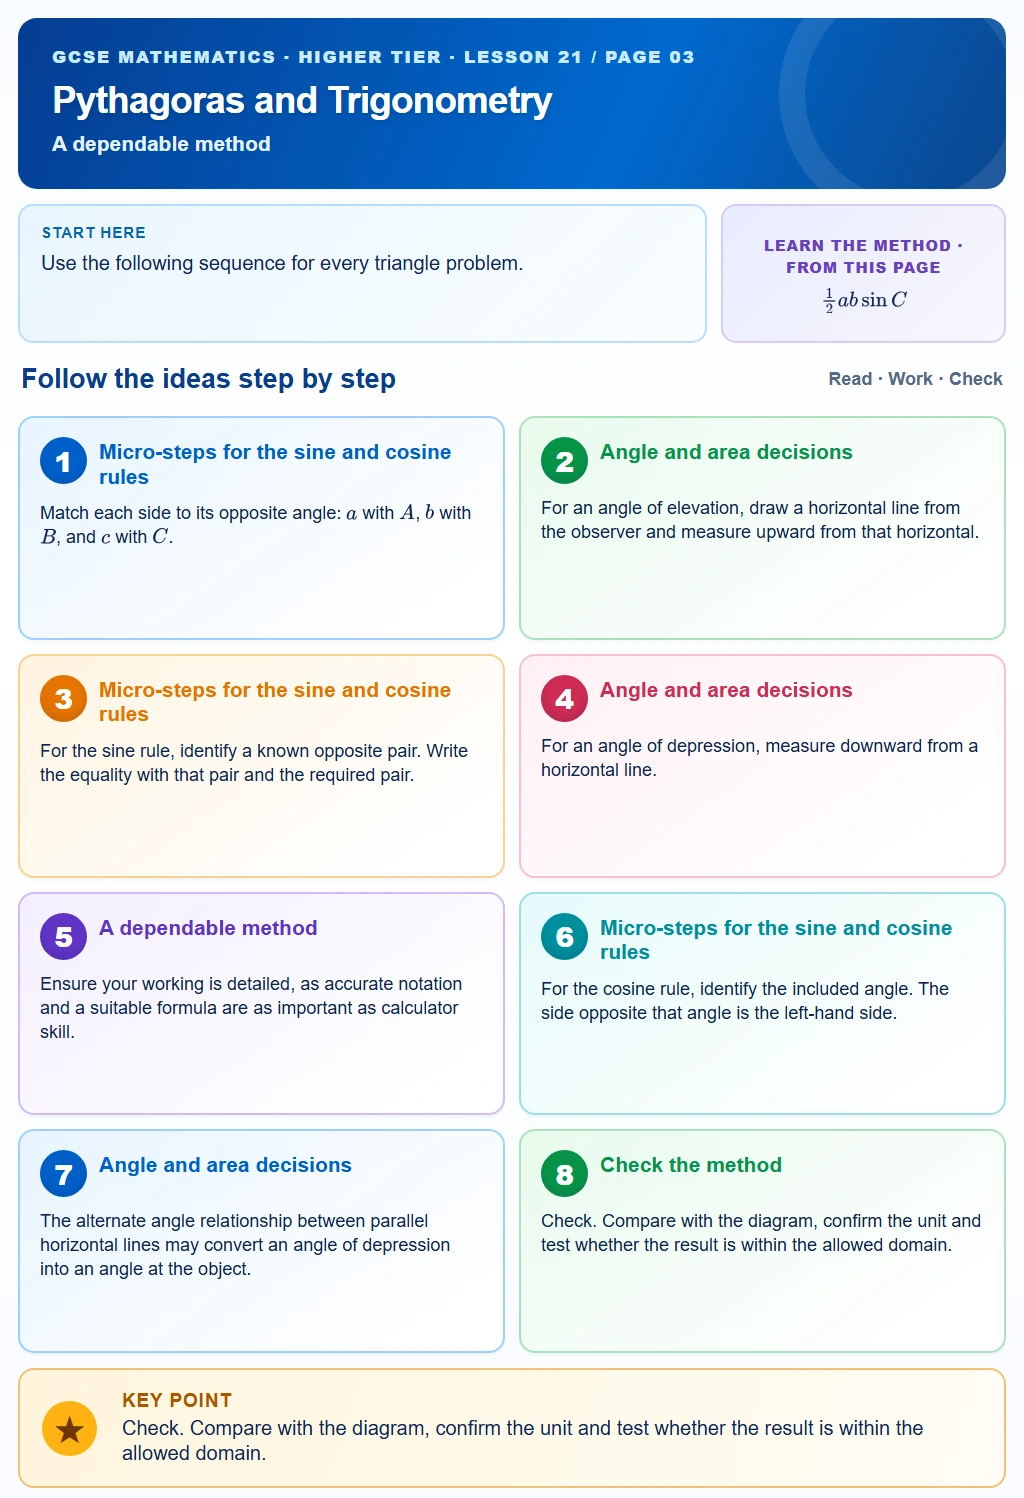 GCSE MATHEMATICS · HIGHER TIER · LESSON 21 / PAGE 03
Pythagoras and Trigonometry
A dependable method
START HERE
Use the following sequence for every triangle problem.
LEARN THE METHOD ·
FROM THIS PAGE
½ab sin C
Follow the ideas step by step
Read · Work · Check
1
Micro-steps for the sine and cosine
rules
Match each side to its opposite angle: a with A, b with
B, and c with C.
2
Angle and area decisions
For an angle of elevation, draw a horizontal line from
the observer and measure upward from that horizontal.
3
Micro-steps for the sine and cosine
rules
For the sine rule, identify a known opposite pair. Write
the equality with that pair and the required pair.
4
Angle and area decisions
For an angle of depression, measure downward from a
horizontal line.
5
A dependable method
Ensure your working is detailed, as accurate notation
and a suitable formula are as important as calculator
skill.
6
Micro-steps for the sine and cosine
rules
For the cosine rule, identify the included angle. The
side opposite that angle is the left-hand side.
7
Angle and area decisions
The alternate angle relationship between parallel
horizontal lines may convert an angle of depression
into an angle at the object.
8
Check the method
Check. Compare with the diagram, confirm the unit and
test whether the result is within the allowed domain.
KEY POINT
Check. Compare with the diagram, confirm the unit and test whether the result is within the
allowed domain.